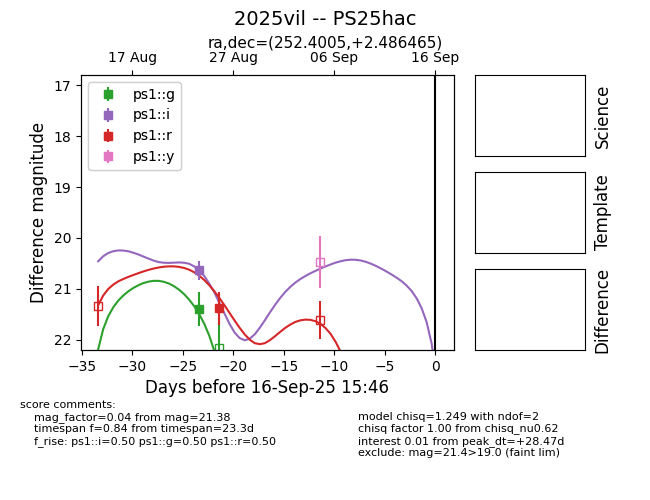 2025vil -- PS25hac
ra,dec=(252.4005,+2.486465)
17 Aug
27 Aug
06 Sep
16 Sep
17
18
19
20
21
22
Difference magnitude
ps1::g
ps1::i
ps1::r
ps1::y
−35
−30
−25
−20
−15
−10
−5
0
Days before 16-Sep-25 15:46
Science
Template
Difference
score comments:
mag_factor=0.04 from mag=21.38
timespan f=0.84 from timespan=23.3d
f_rise: ps1::i=0.50 ps1::g=0.50 ps1::r=0.50
model chisq=1.249 with ndof=2
chisq factor 1.00 from chisq_nu0.62
interest 0.01 from peak_dt=+28.47d
exclude: mag=21.4>19.0 (faint lim)